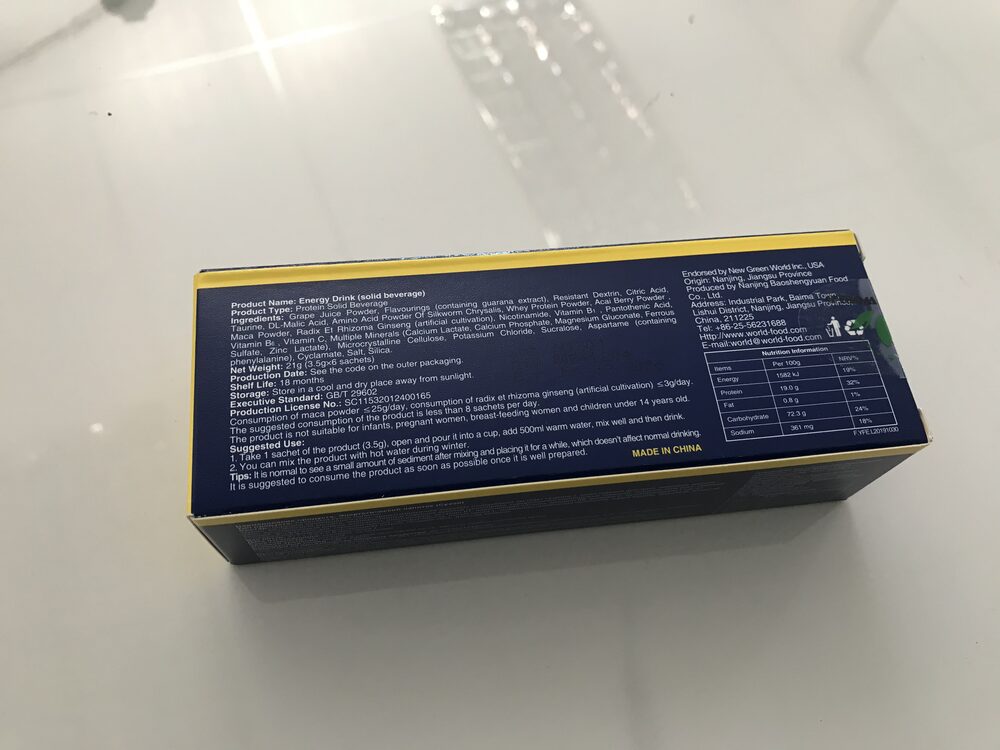 Product Name: Energy Drink (solid beverage)
Product Type: Protein Solid Beverage
Ingredients: Grape Juice Powder, Flavourings (containing guarana extract), Resistant Dextrin, Citric Acid,
Taurine, DL-Malic Acid, Amino Acid Powder Of Silkworm Chrysalis, Whey Protein Powder, Acai Berry Powder,
Maca Powder, Radix Et Rhizoma Ginseng (artificial cultivation), Nicotinamide, Vitamin B1, Pantothenic Acid,
Vitamin B6, Vitamin C, Multiple Minerals (Calcium Lactate, Calcium Phosphate, Magnesium Gluconate, Ferrous
Sulfate, Zinc Lactate), Microcrystalline Cellulose, Potassium Chloride, Sucralose, Aspartame (containing
phenylalanine), Cyclamate, Salt, Silica.
Net Weight: 21g (3.5g×6 sachets)
Production Date: See the code on the outer packaging.
Shelf Life: 18 months
Storage: Store in a cool and dry place away from sunlight.
Executive Standard: GB/T 29602
Production License No.: SC11532012400165
Consumption of maca powder ≤25g/day, consumption of radix et rhizoma ginseng (artificial cultivation) ≤3g/day.
The suggested consumption of the product is less than 8 sachets per day.
The product is not suitable for infants, pregnant women, breast-feeding women and children under 14 years old.
Suggested Use:
1. Take 1 sachet of the product (3.5g), open and pour it into a cup, add 500ml warm water, mix well and then drink.
2. You can mix the product with hot water during winter.
Tips: It is normal to see a small amount of sediment after mixing and placing it for a while, which doesn't affect normal drinking.
It is suggested to consume the product as soon as possible once it is well prepared.
MADE IN CHINA
Endorsed by New Green World Inc., USA
Origin: Nanjing, Jiangsu Province
Produced by Nanjing Baoshengyuan Food
Co., Ltd.
Address: Industrial Park, Baima Town,
Lishui District, Nanjing, Jiangsu Province,
China, 211225
Tel: +86-25-56231688
Http://www.world-food.com
E-mail:world@world-food.com
Nutrition Information
Items Per 100g NRV%
Energy 1582 kJ 19%
Protein 19.0 g 32%
Fat 0.8 g 1%
Carbohydrate 72.3 g 24%
Sodium 361 mg 18%
FYFEL20191030